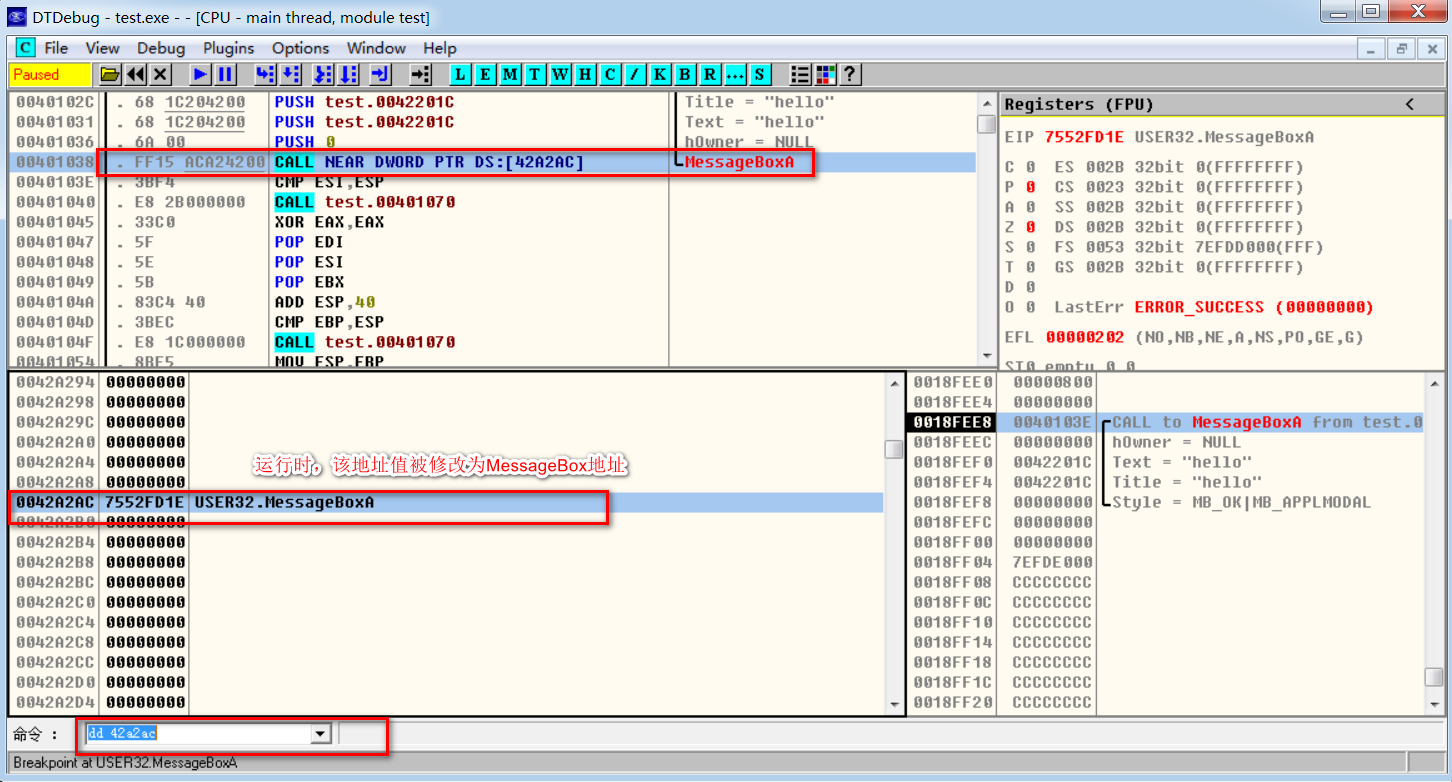 DTDebug - test.exe - - [CPU - main thread, module test]
C File View Debug Plugins Options Window Help
Paused L E M T W H C / K B R ... S ?
0040102C . 68 1C204200 PUSH test.0042201C Title = "hello"
00401031 . 68 1C204200 PUSH test.0042201C Text = "hello"
00401036 . 6A 00 PUSH 0 hOwner = NULL
00401038 . FF15 ACA24200 CALL NEAR DWORD PTR DS:[42A2AC] MessageBoxA
0040103E . 3BF4 CMP ESI,ESP
00401040 . E8 2B000000 CALL test.00401070
00401045 . 33C0 XOR EAX,EAX
00401047 . 5F POP EDI
00401048 . 5E POP ESI
00401049 . 5B POP EBX
0040104A . 83C4 40 ADD ESP,40
0040104D . 3BEC CMP EBP,ESP
0040104F . E8 1C000000 CALL test.00401070
00401054 . 8BE5 MOV ESP,EBP
Registers (FPU) <
EIP 7552FD1E USER32.MessageBoxA
C 0 ES 002B 32bit 0(FFFFFFFF)
P 0 CS 0023 32bit 0(FFFFFFFF)
A 0 SS 002B 32bit 0(FFFFFFFF)
Z 0 DS 002B 32bit 0(FFFFFFFF)
S 0 FS 0053 32bit 7EFDD000(FFF)
T 0 GS 002B 32bit 0(FFFFFFFF)
D 0
O 0 LastErr ERROR_SUCCESS (00000000)
EFL 00000202 (NO,NB,NE,A,NS,PO,GE,G)
ST0 empty 0.0
0042A294 00000000
0042A298 00000000
0042A29C 00000000
0042A2A0 00000000
0042A2A4 00000000
运行时，该地址值被修改为MessageBox地址
0042A2A8 00000000
0042A2AC 7552FD1E USER32.MessageBoxA
0042A2B0 00000000
0042A2B4 00000000
0042A2B8 00000000
0042A2BC 00000000
0042A2C0 00000000
0042A2C4 00000000
0042A2C8 00000000
0042A2CC 00000000
0042A2D0 00000000
0042A2D4 00000000
0018FEE0 00000800
0018FEE4 00000000
0018FEE8 0040103E CALL to MessageBoxA from test.0
0018FEEC 00000000 hOwner = NULL
0018FEF0 0042201C Text = "hello"
0018FEF4 0042201C Title = "hello"
0018FEF8 00000000 Style = MB_OK|MB_APPLMODAL
0018FEFC 00000000
0018FF00 00000000
0018FF04 7EFDE000
0018FF08 CCCCCCCC
0018FF0C CCCCCCCC
0018FF10 CCCCCCCC
0018FF14 CCCCCCCC
0018FF18 CCCCCCCC
0018FF1C CCCCCCCC
0018FF20 CCCCCCCC
命令 : dd 42a2ac
Breakpoint at USER32.MessageBoxA